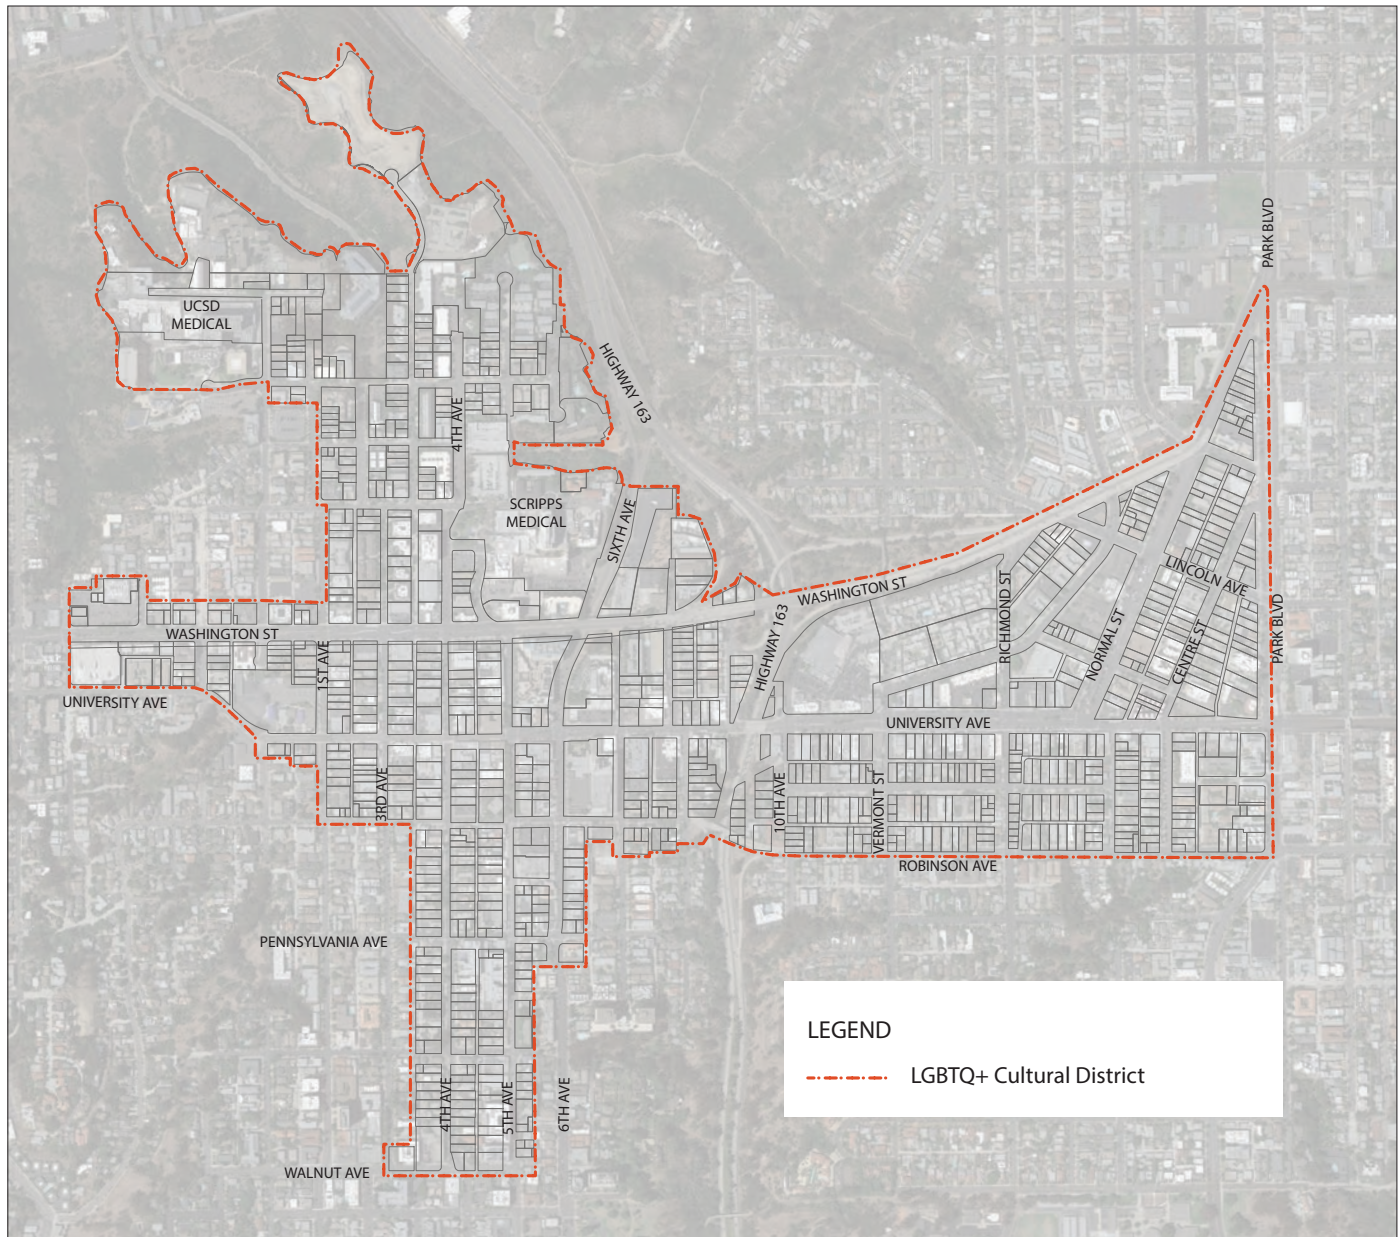 PARK BLVD
UCSD
MEDICAL
HIGHWAY 163
4TH AVE
SCRIPPS
MEDICAL
SIXTH AVE
WASHINGTON ST
LINCOLN AVE
RICHMOND ST
NORMAL ST
CENTRE ST
PARK BLVD
WASHINGTON ST
1ST AVE
HIGHWAY 163
UNIVERSITY AVE
UNIVERSITY AVE
3RD AVE
10TH AVE
VERMONT ST
ROBINSON AVE
PENNSYLVANIA AVE
4TH AVE
5TH AVE
6TH AVE
WALNUT AVE
LEGEND
LGBTQ+ Cultural District